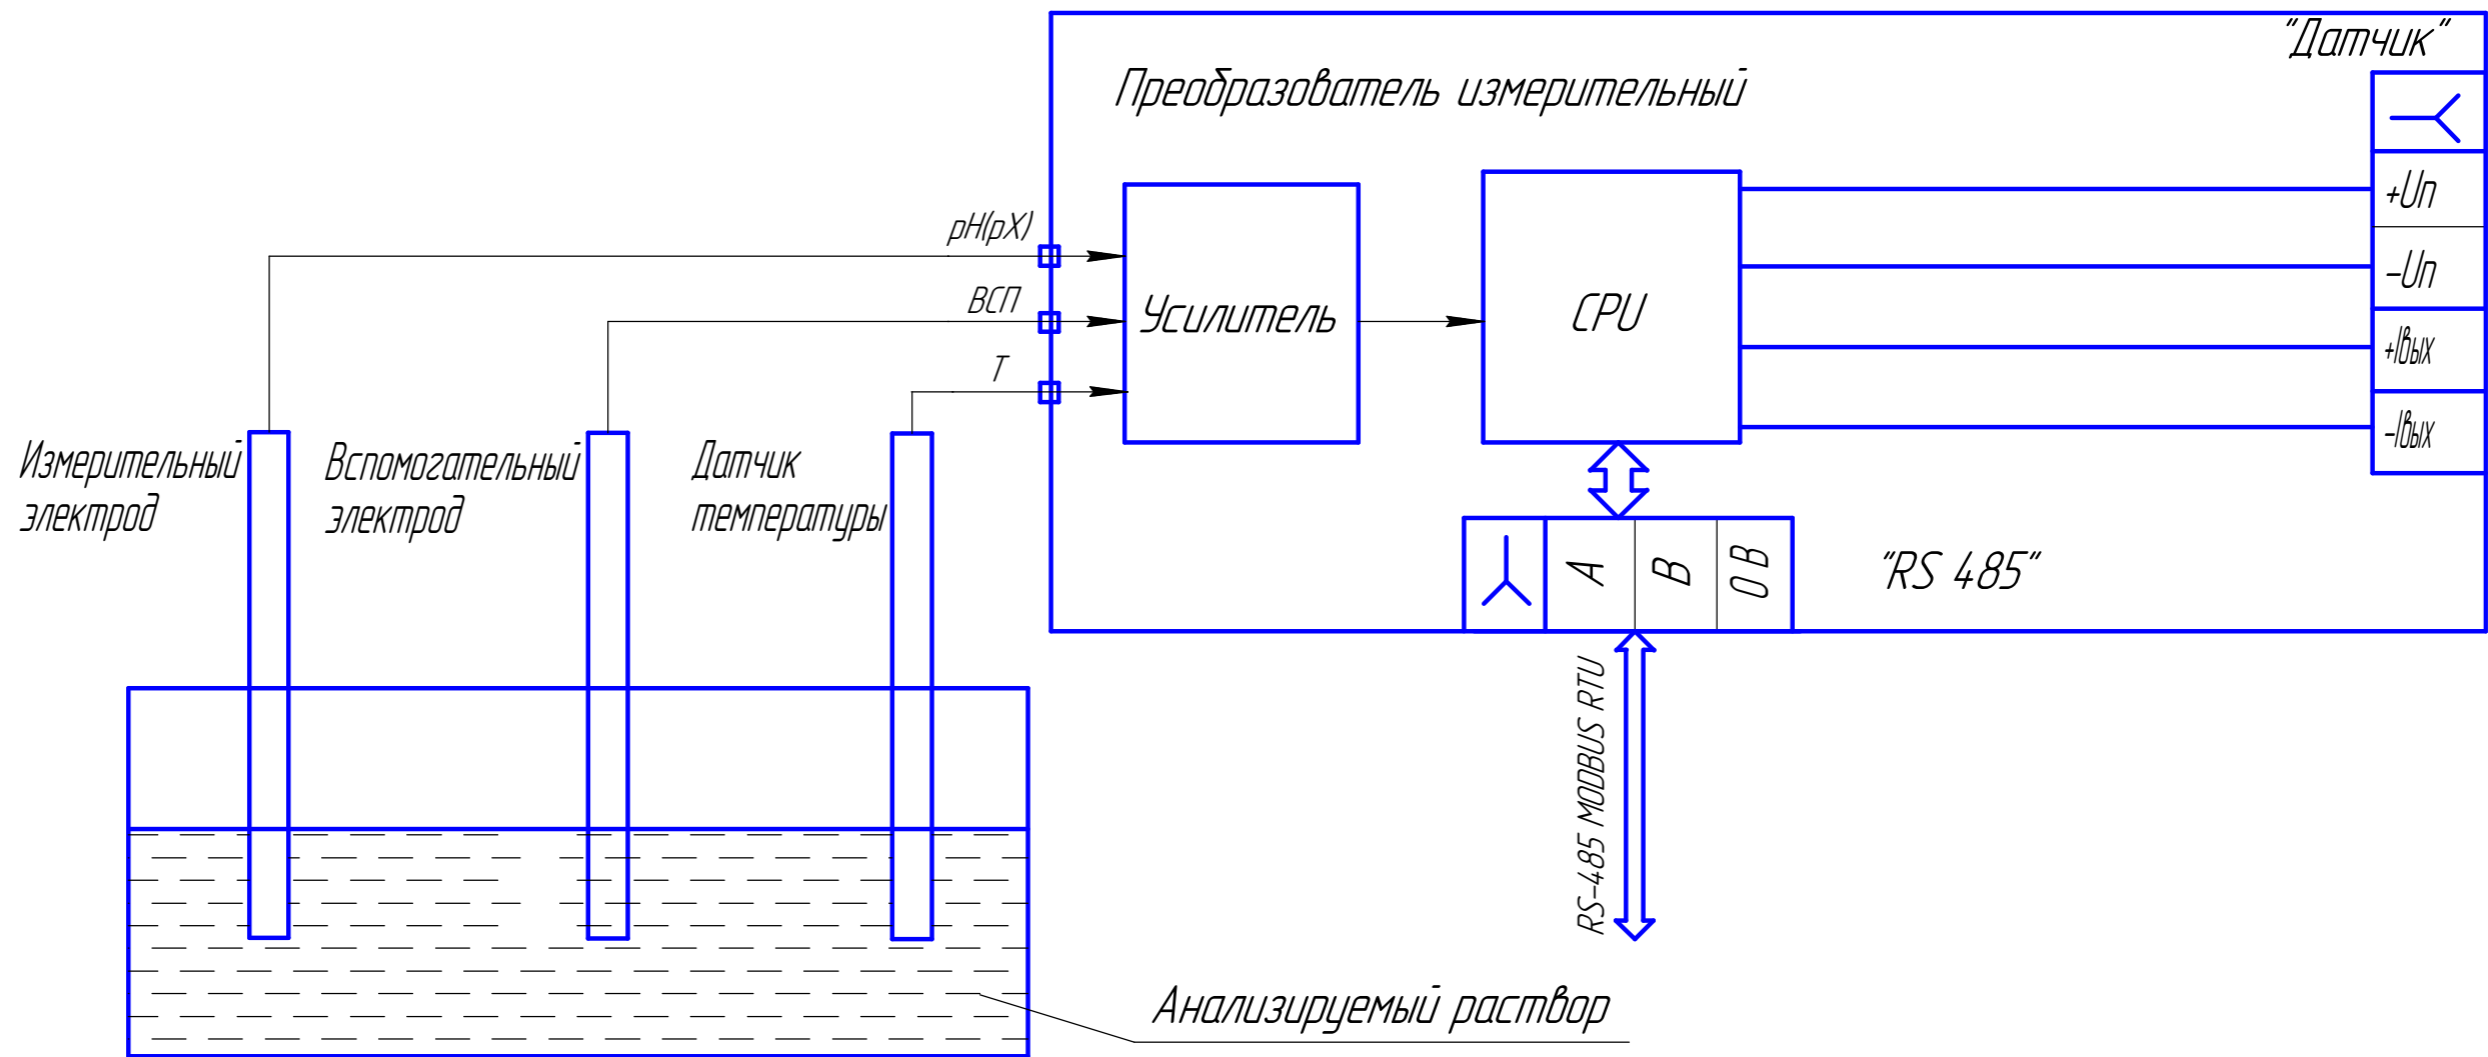 "Датчик"
Преобразователь измерительный
+Uп
-Uп
+Iвых
-Iвых
pH(pX)
ВСП
T
Усилитель
CPU
Измерительный
электрод
Вспомогательный
электрод
Датчик
температуры
A
B
0 В
"RS 485"
RS-485 MODBUS RTU
Анализируемый раствор